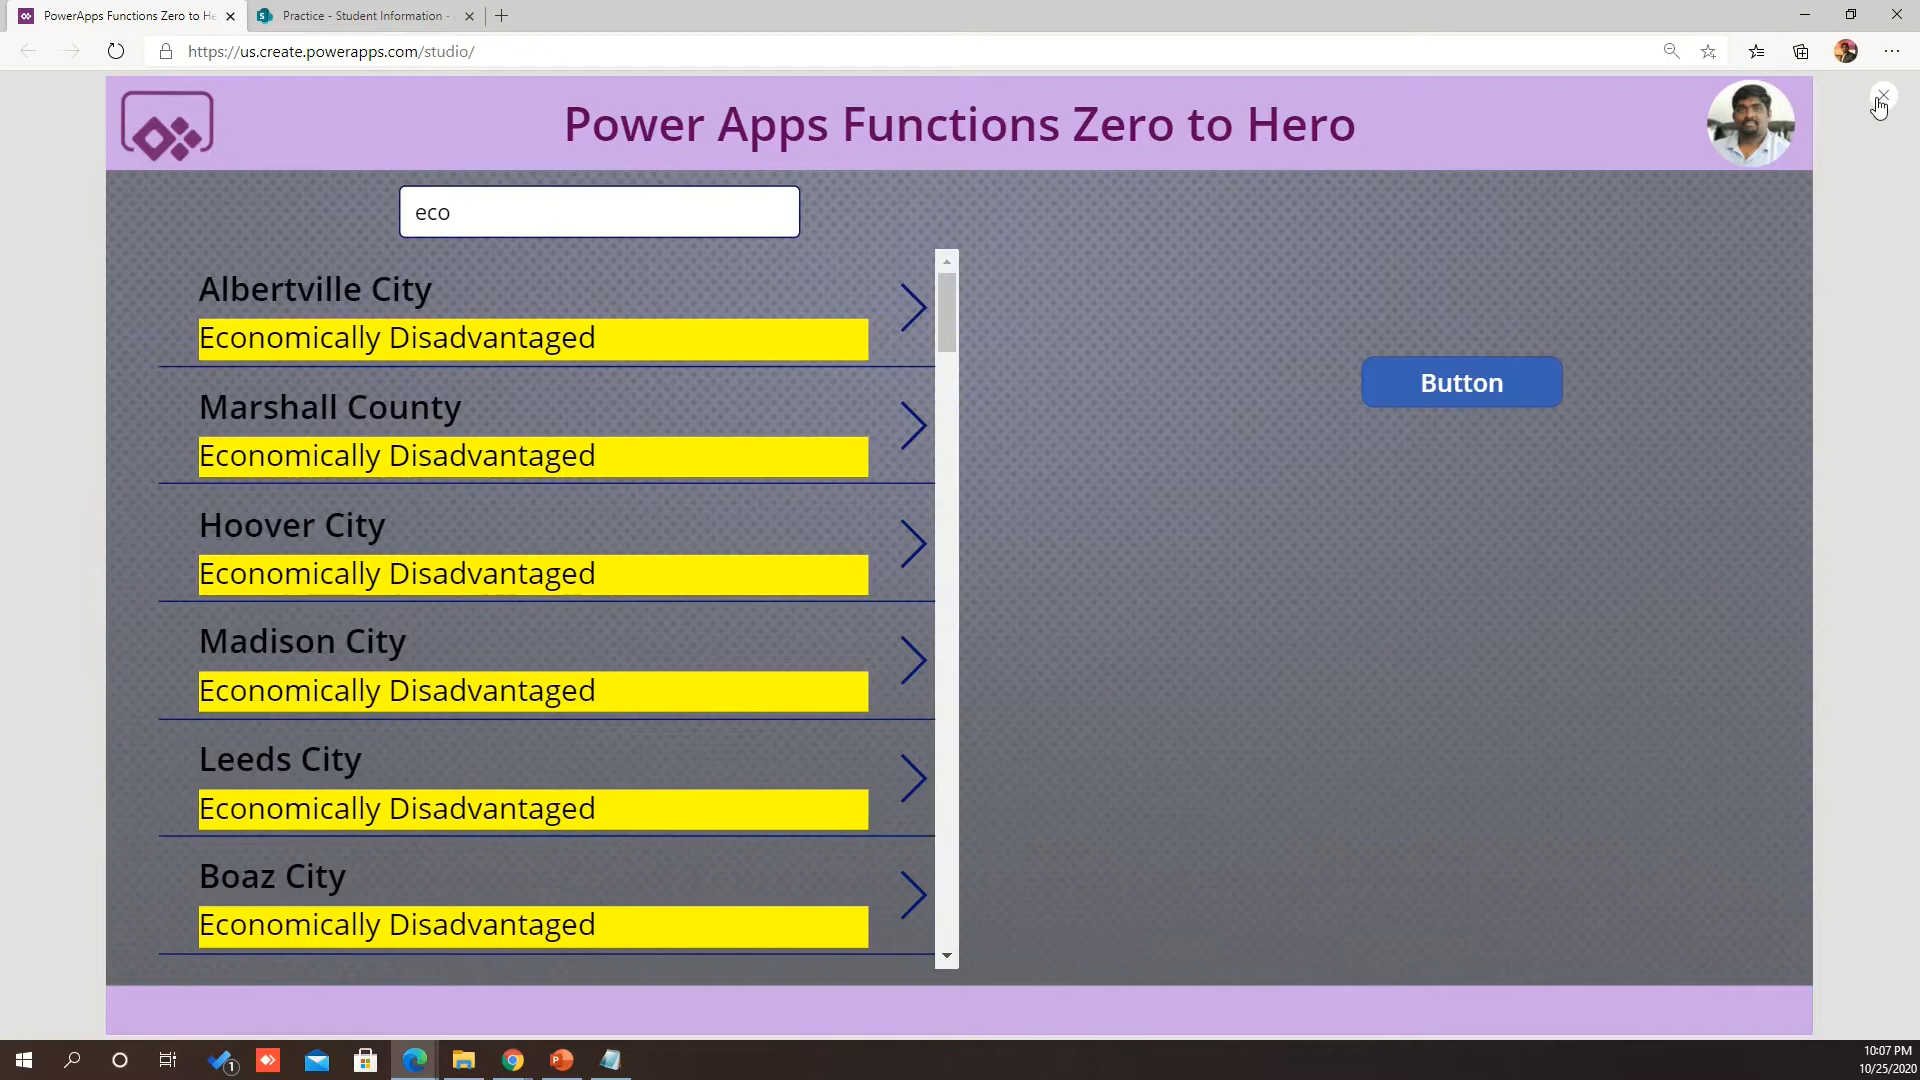 PowerApps Functions Zero to He
Practice - Student Information -
https://us.create.powerapps.com/studio/
Power Apps Functions Zero to Hero
eco
Albertville City
Economically Disadvantaged
Marshall County
Economically Disadvantaged
Hoover City
Economically Disadvantaged
Madison City
Economically Disadvantaged
Leeds City
Economically Disadvantaged
Boaz City
Economically Disadvantaged
Button
1
10:07 PM
10/25/2020